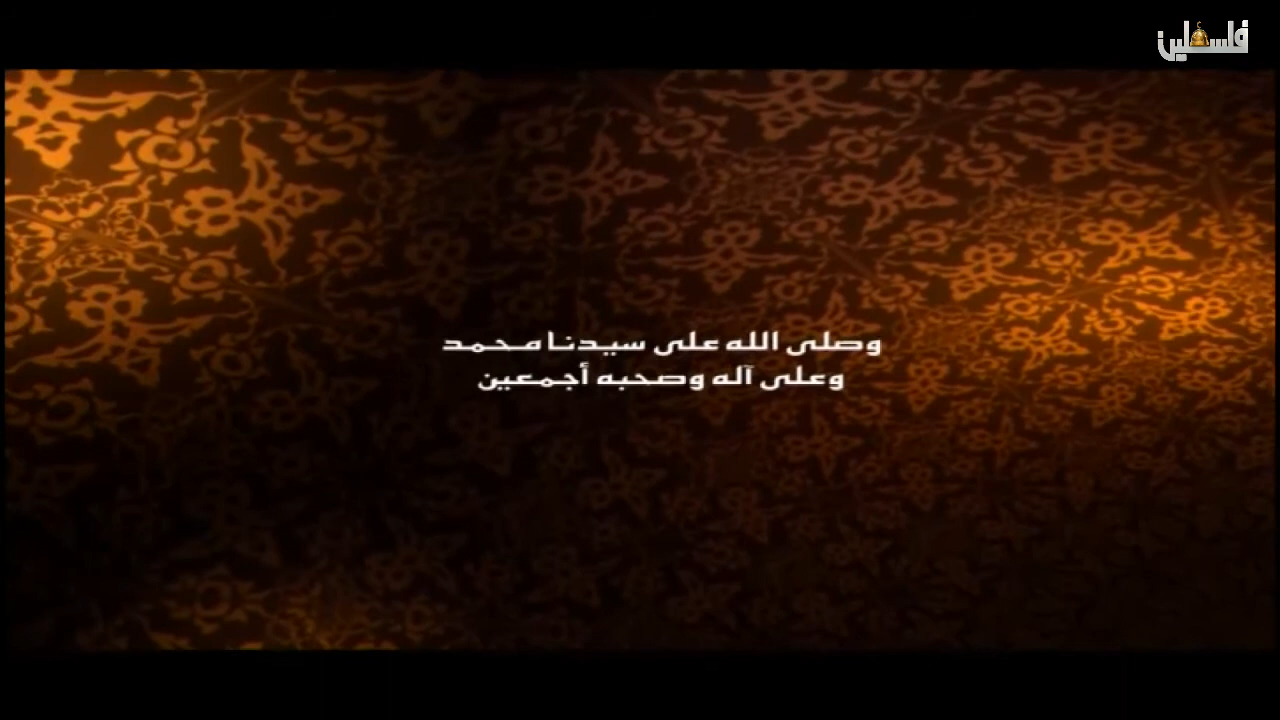 فلسطين
وصلى الله على سيدنا محمد
وعلى آله وصحبه أجمعين